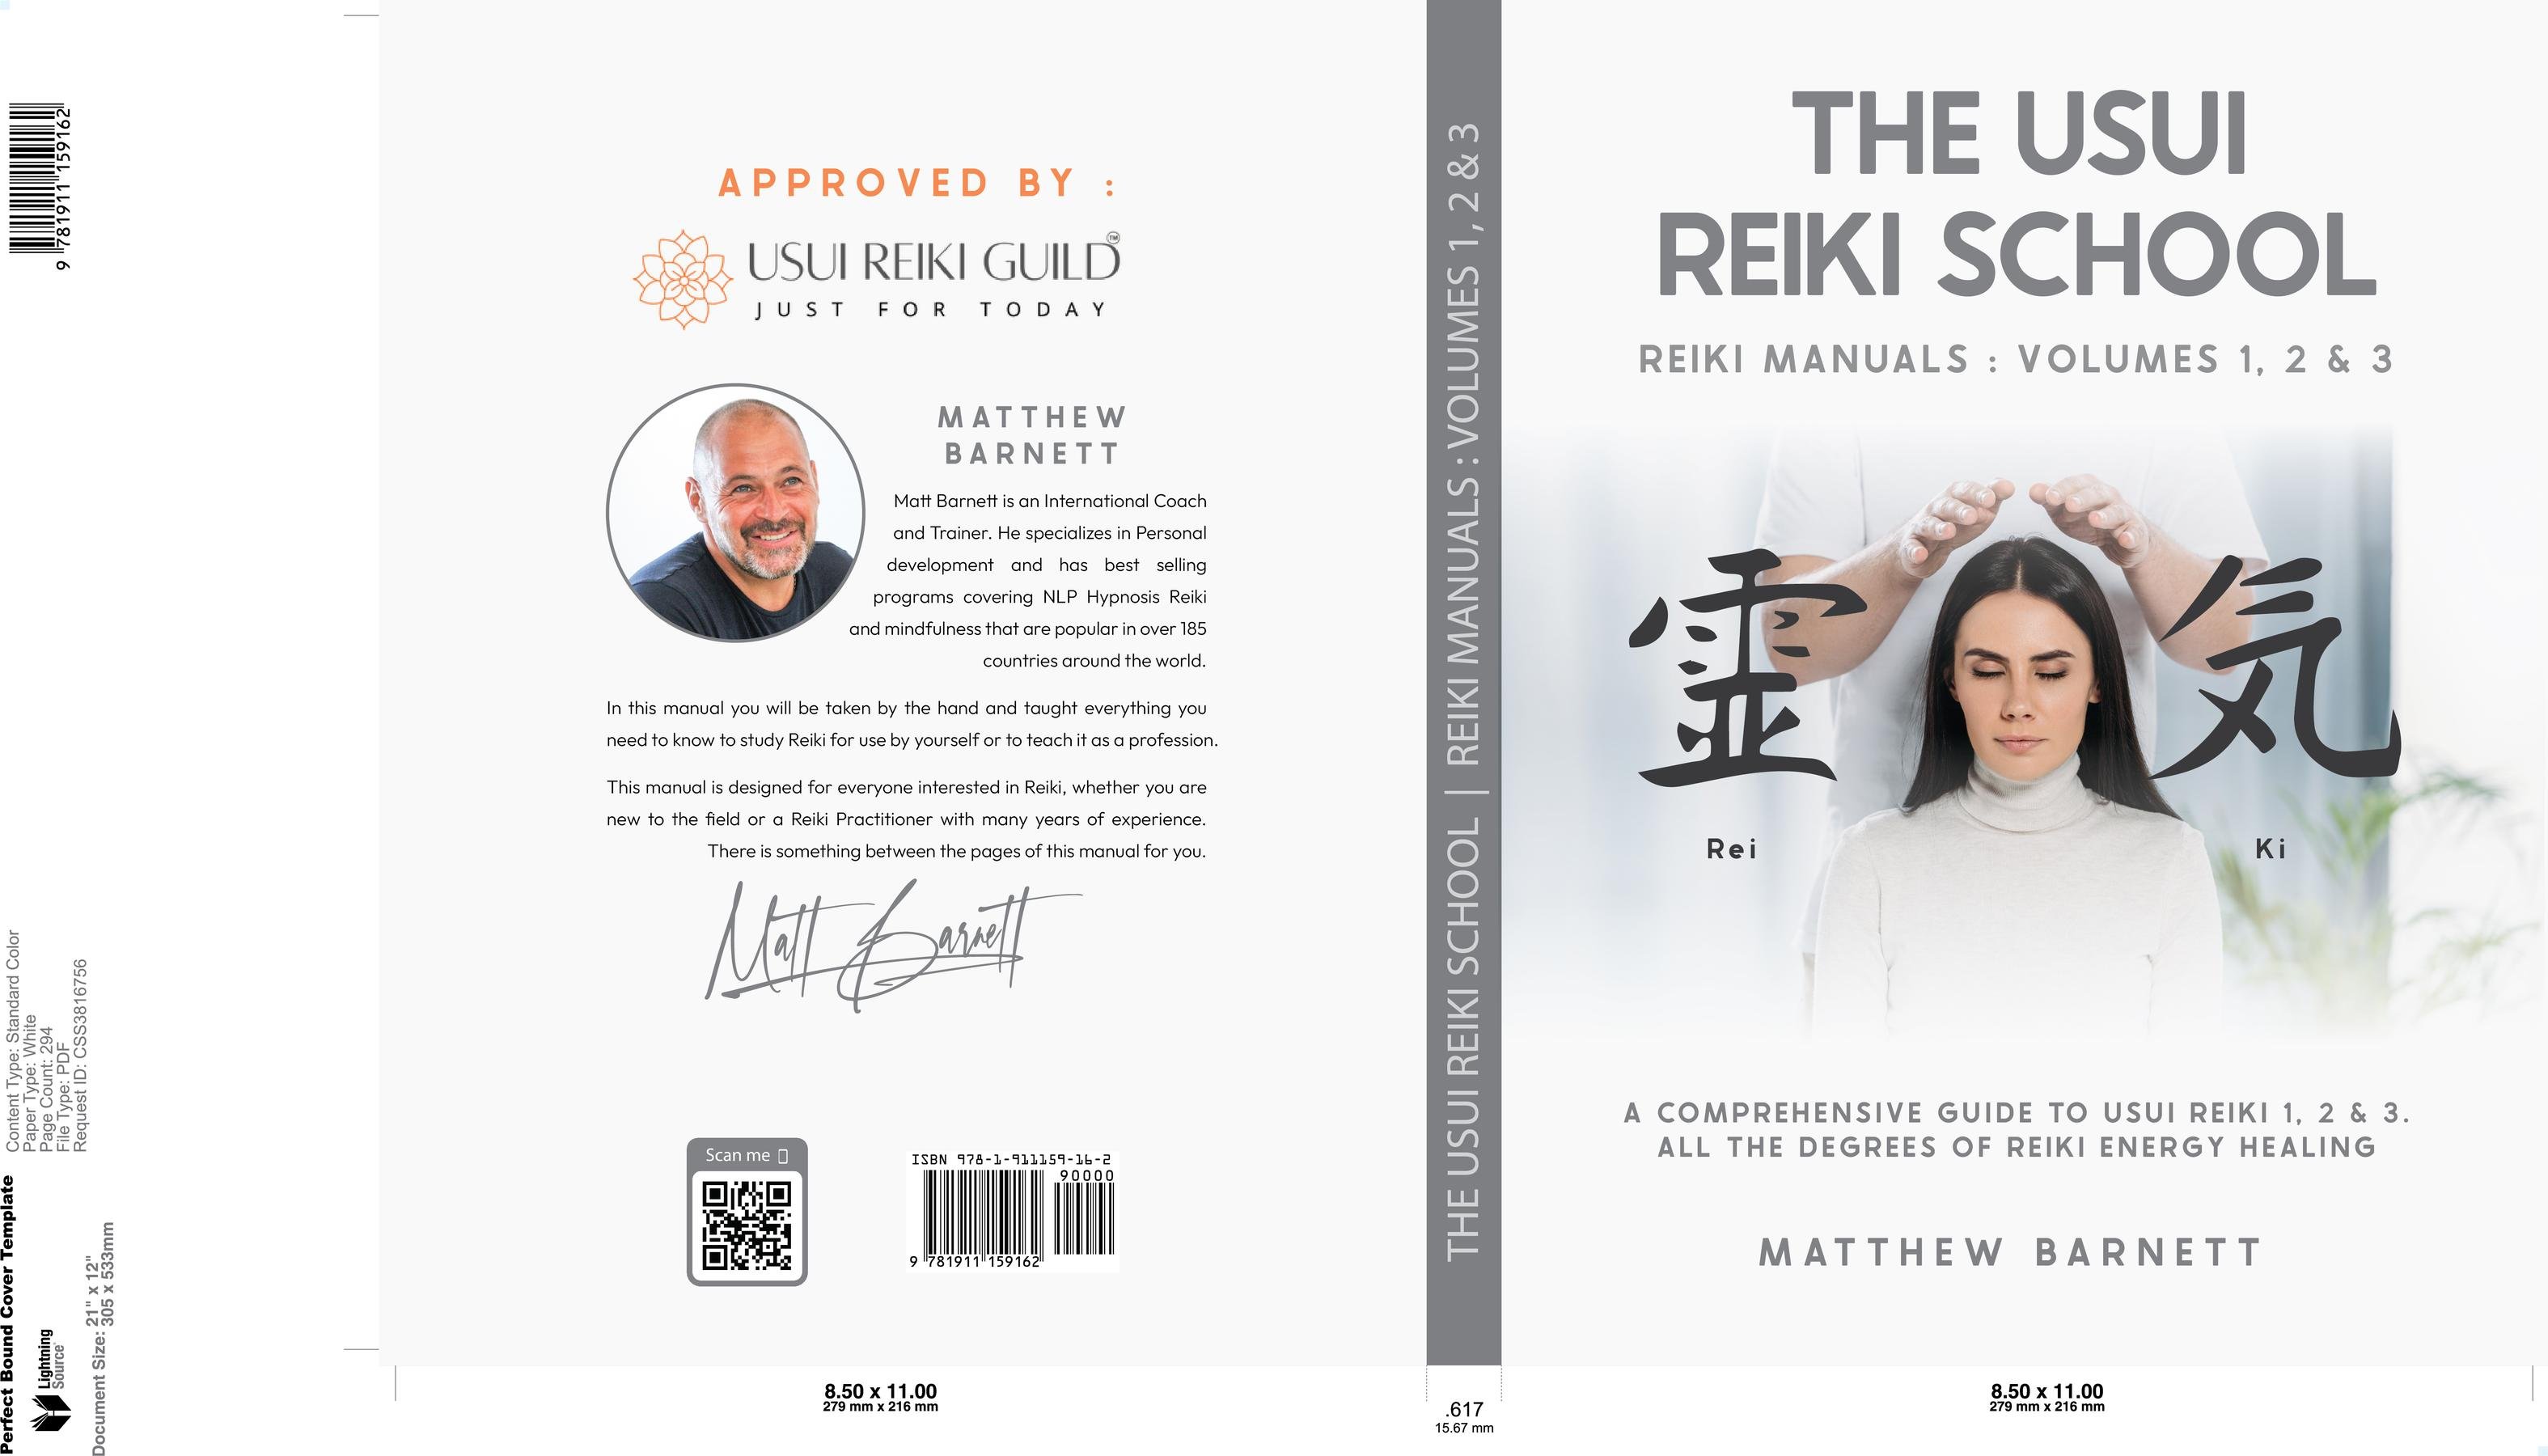 9 781911 159162
Content Type: Standard Color
Paper Type: White
Page Count: 294
File Type: PDF
Request ID: CSS3816756
Perfect Bound Cover Template
Lightning
Source
Document Size: 21" x 12"
305 x 533mm
APPROVED BY :
USUI REIKI GUILD™
JUST FOR TODAY
MATTHEW
BARNETT
Matt Barnett is an International Coach
and Trainer. He specializes in Personal
development and has best selling
programs covering NLP Hypnosis Reiki
and mindfulness that are popular in over 185
countries around the world.
In this manual you will be taken by the hand and taught everything you
need to know to study Reiki for use by yourself or to teach it as a profession.
This manual is designed for everyone interested in Reiki, whether you are
new to the field or a Reiki Practitioner with many years of experience.
There is something between the pages of this manual for you.
Matt Barnett
Scan me
ISBN 978-1-911159-16-2
90000
9 781911 159162
8.50 x 11.00
279 mm x 216 mm
THE USUI REIKI SCHOOL | REIKI MANUALS : VOLUMES 1, 2 & 3
.617
15.67 mm
THE USUI
REIKI SCHOOL
REIKI MANUALS : VOLUMES 1, 2 & 3
霊 気
Rei Ki
A COMPREHENSIVE GUIDE TO USUI REIKI 1, 2 & 3.
ALL THE DEGREES OF REIKI ENERGY HEALING
MATTHEW BARNETT
8.50 x 11.00
279 mm x 216 mm